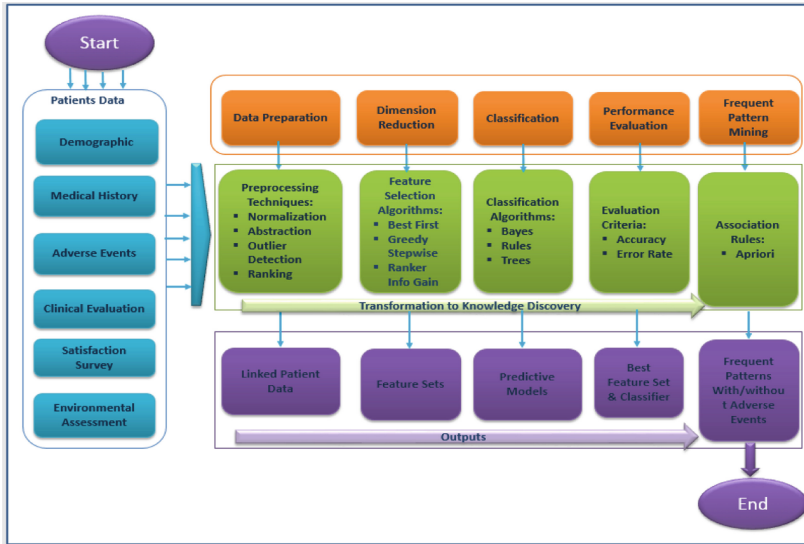 Start
Patients Data
Demographic
Medical History
Adverse Events
Clinical Evaluation
Satisfaction
Survey
Environmental
Assessment
Data Preparation
Dimension
Reduction
Classification
Performance
Evaluation
Frequent
Pattern
Mining
Preprocessing
Techniques:
▪ Normalization
▪ Abstraction
▪ Outlier
Detection
▪ Ranking
Feature
Selection
Algorithms:
▪ Best First
▪ Greedy
Stepwise
▪ Ranker
Info Gain
Classification
Algorithms:
▪ Bayes
▪ Rules
▪ Trees
Evaluation
Criteria:
▪ Accuracy
▪ Error Rate
Association
Rules:
▪ Apriori
Transformation to Knowledge Discovery
Linked Patient
Data
Feature Sets
Predictive
Models
Best
Feature Set
& Classifier
Frequent
Patterns
With/withou
t Adverse
Events
Outputs
End